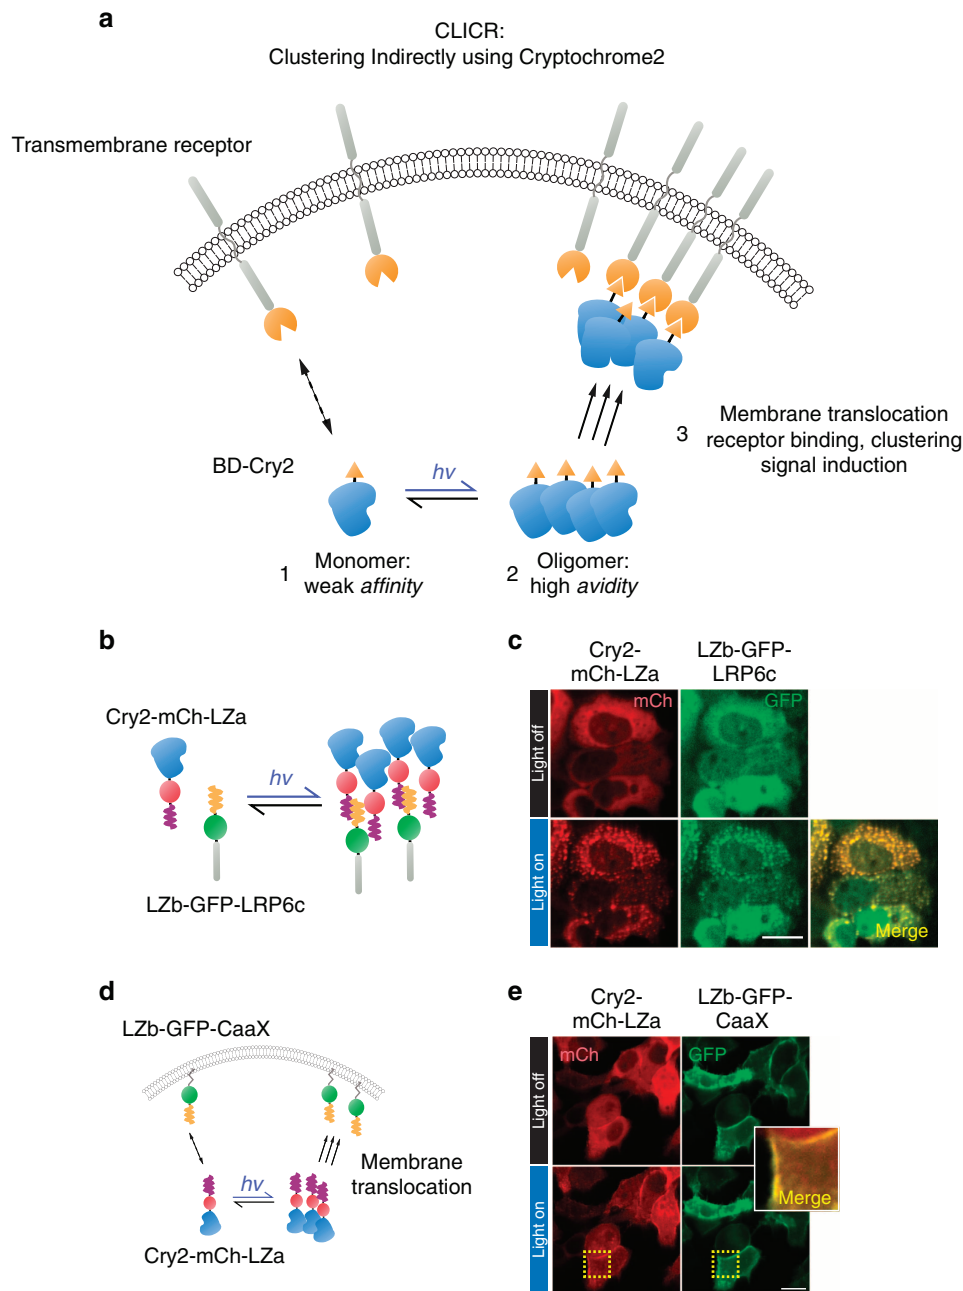 a
CLICR:
Clustering Indirectly using Cryptochrome2
Transmembrane receptor
BD-Cry2
hv
1 Monomer:
weak affinity
2 Oligomer:
high avidity
3 Membrane translocation
receptor binding, clustering
signal induction
b
Cry2-mCh-LZa
hv
LZb-GFP-LRP6c
c
Cry2-
mCh-LZa
LZb-GFP-
LRP6c
mCh
GFP
Light off
Light on
Merge
d
LZb-GFP-CaaX
hv
Membrane
translocation
Cry2-mCh-LZa
e
Cry2-
mCh-LZa
LZb-GFP-
CaaX
mCh
GFP
Light off
Light on
Merge